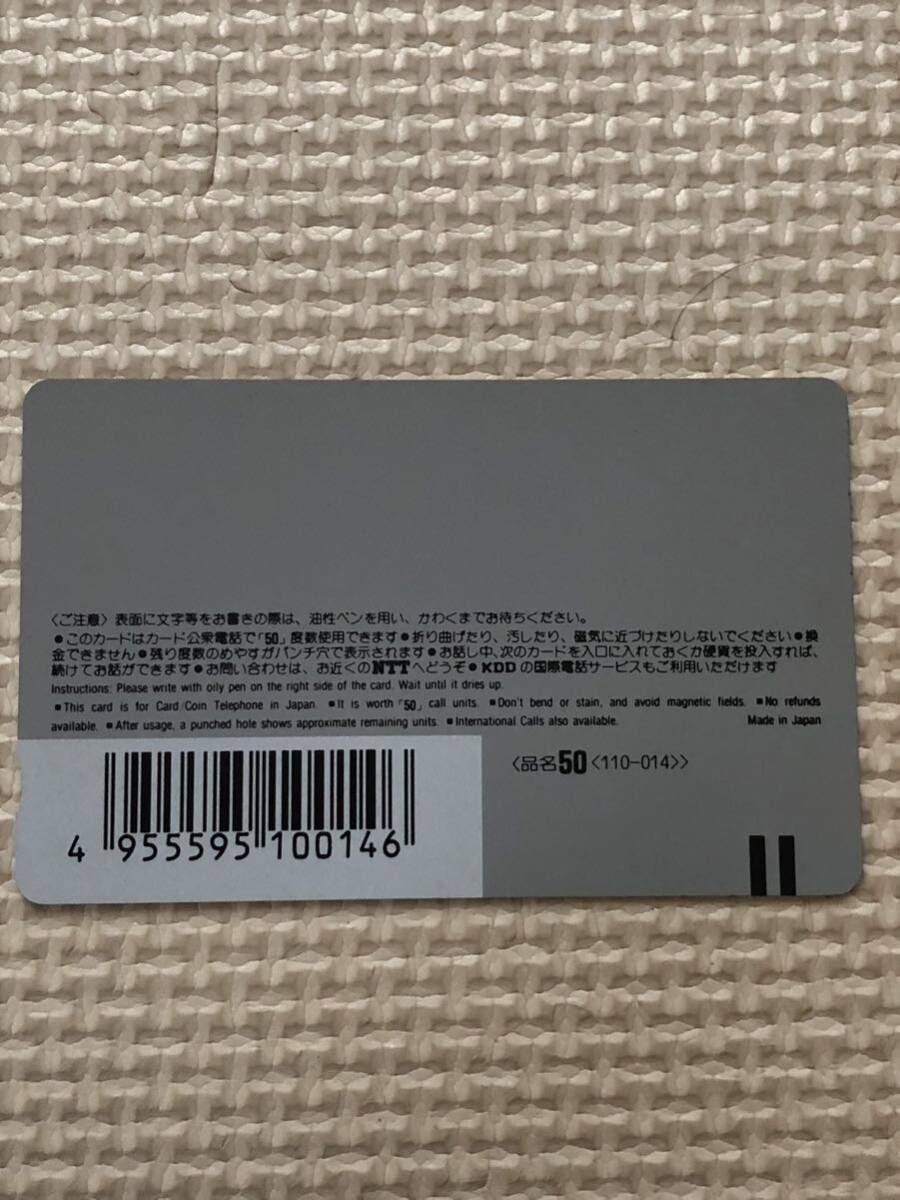 〈ご注意〉表面に文字等をお書きの際は、油性ペンを用い、かわくまでお待ちください。
●このカードはカード公衆電話で「50」度数使用できます●折り曲げたり、汚したり、磁気に近づけたりしないでください●換
金できません●残り度数のめやすがパンチ穴で表示されます●お話し中、次のカードを入口に入れておくか硬貨を投入すれば、
続けてお話ができます●お問い合わせは、お近くのNTTへどうぞ●KDDの国際電話サービスもご利用いただけます
Instructions: Please write with oily pen on the right side of the card. Wait until it dries up.
■This card is for Card/Coin Telephone in Japan. ■It is worth「50」call units. ■Don't bend or stain, and avoid magnetic fields. ■No refunds
available. ■After usage, a punched hole shows approximate remaining units. ■International Calls also available. Made in Japan
〈品名50〈110-014〉〉
4 955595 100146